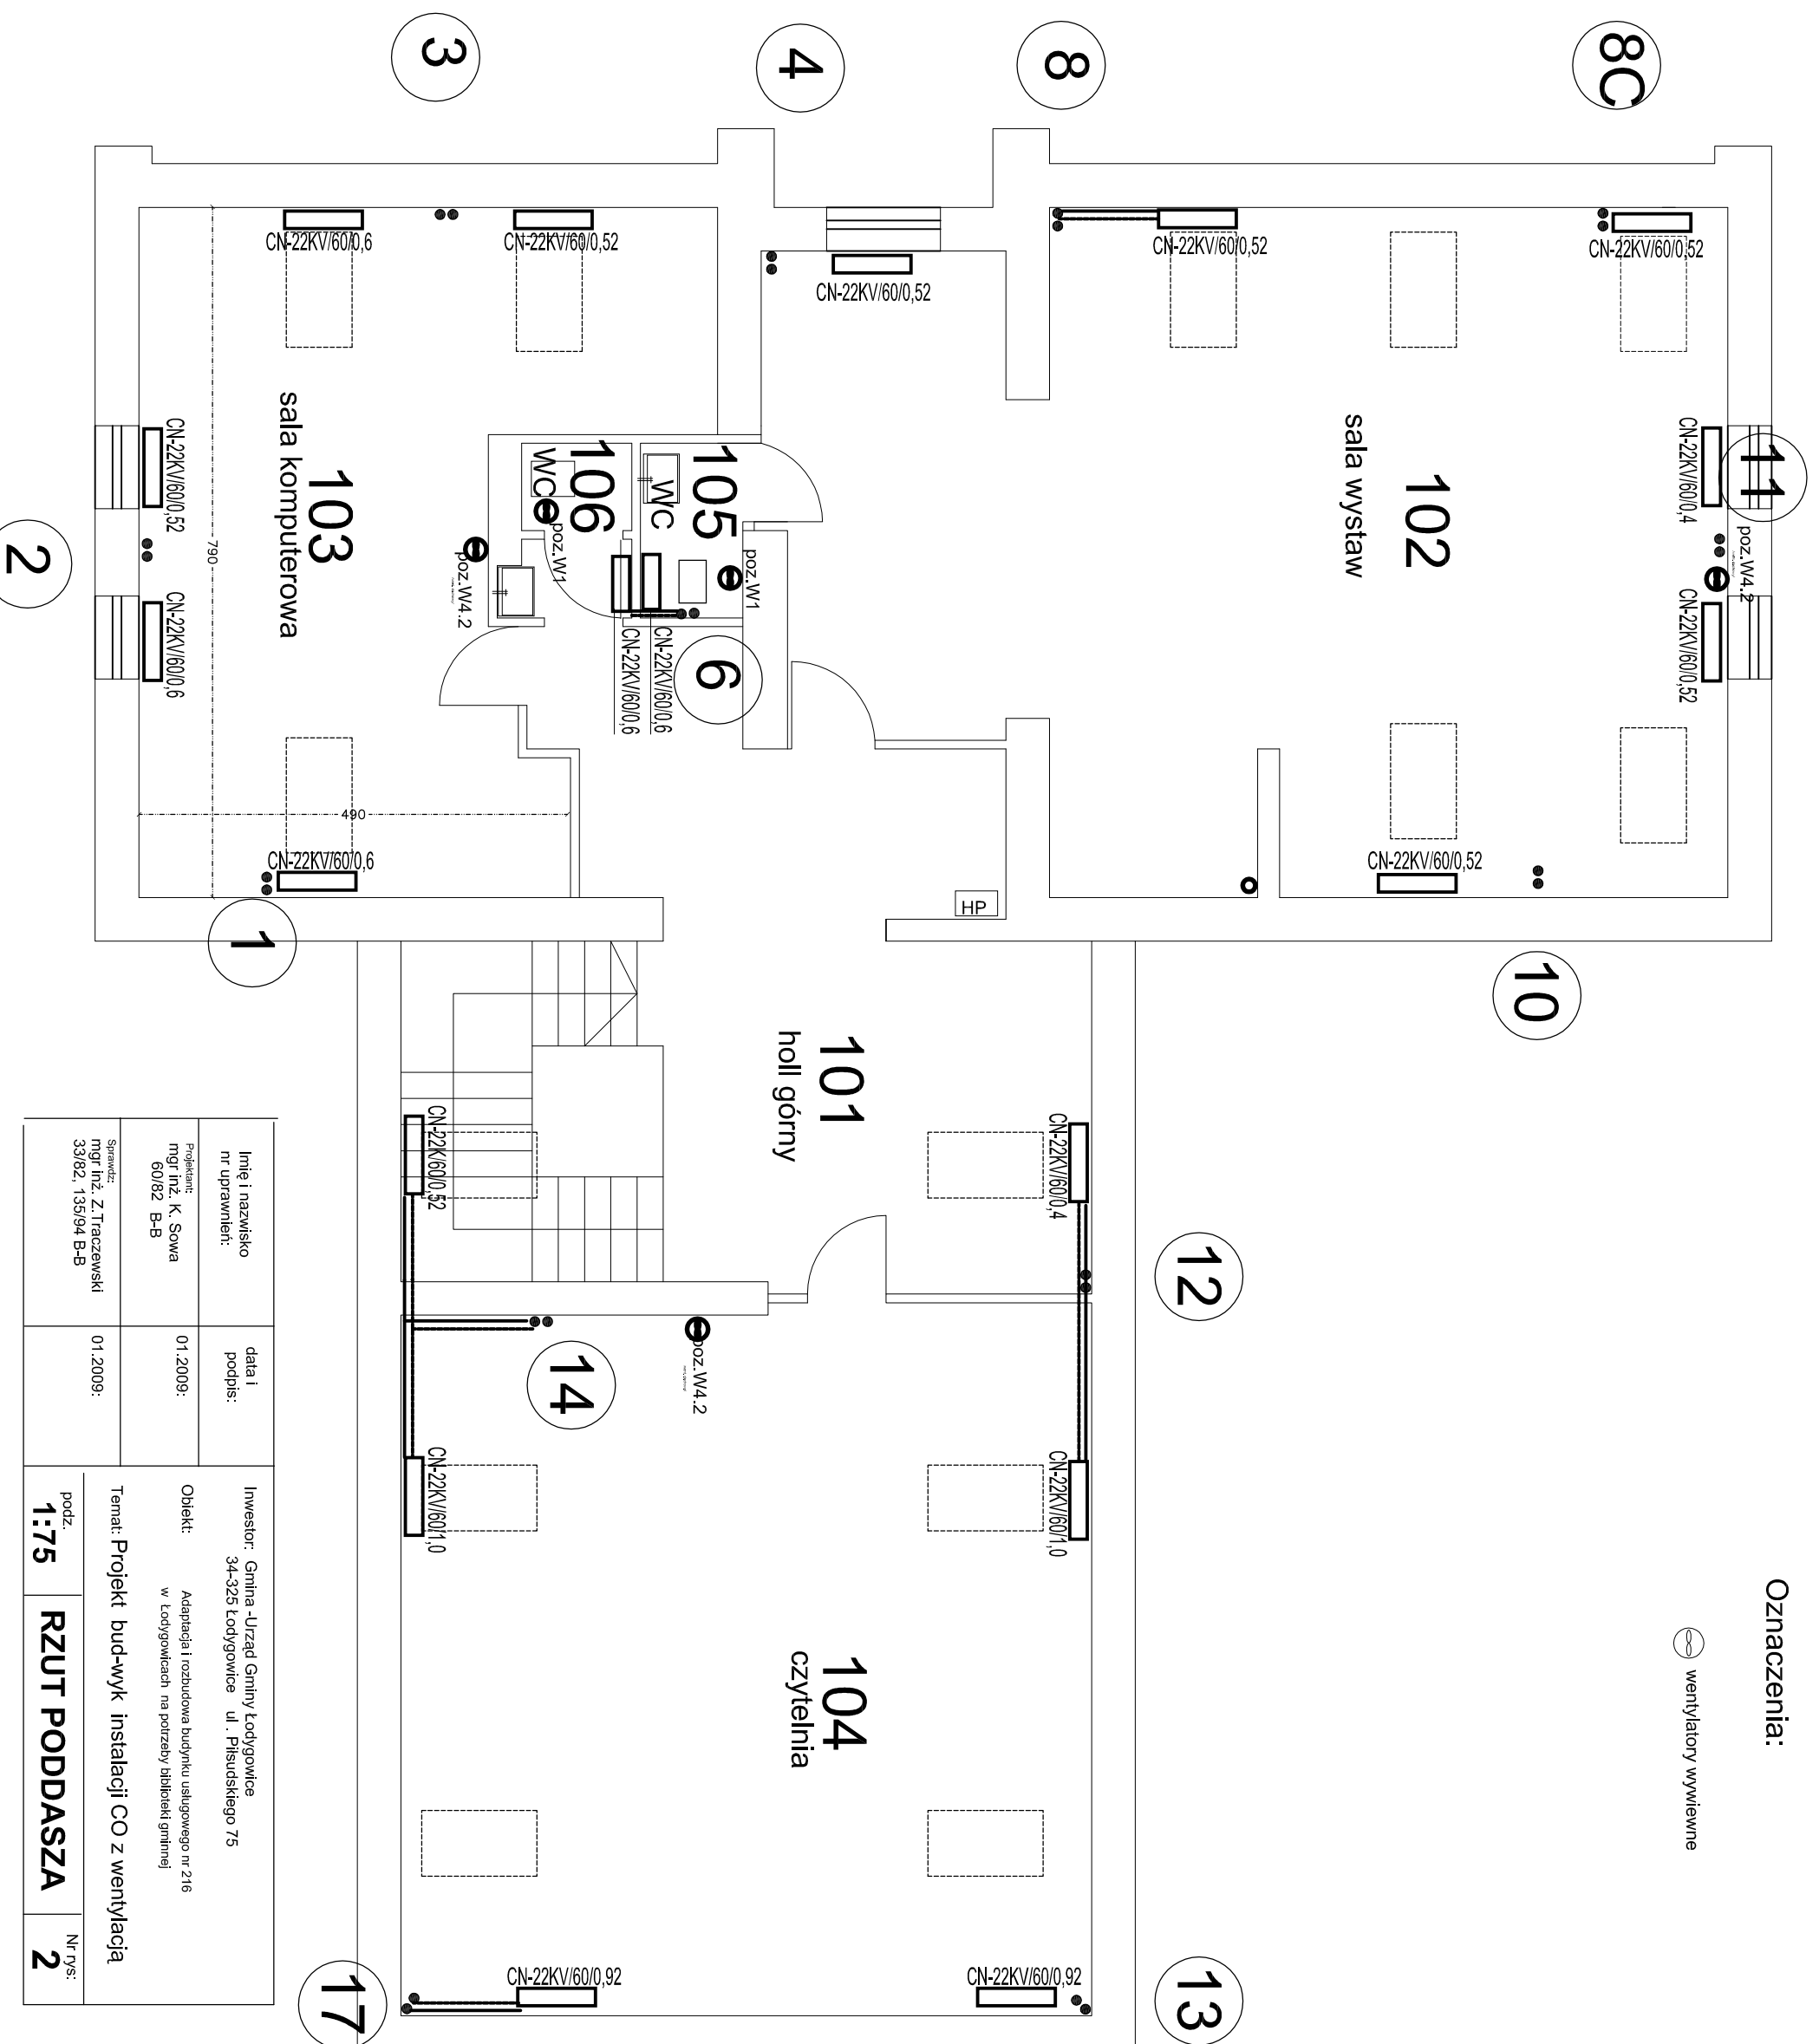 3
4
8
8C
CN-22KV/60/0,6
CN-22KV/60/0,52
CN-22KV/60/0,52
CN-22KV/60/0,52
CN-22KV/60/0,52
sala komputerowa
103
790
490
CN-22KV/60/0,52
CN-22KV/60/0,6
CN-22KV/60/0,6
2
1
106
WC
poz.W1
poz.W4.2
105
WC
poz.W1
CN-22KV/60/0,6
CN-22KV/60/0,6
6
102
sala wystaw
CN-22KV/60/0,4
11
poz.W4.2
CN-22KV/60/0,52
CN-22KV/60/0,52
HP
10
101
holl górny
CN-22K/60/0,52
CN-22KV/60/0,4
12
14
poz.W4.2
CN-22KV/60/1,0
CN-22KV/60/1,0
104
czytelnia
CN-22KV/60/0,92
CN-22KV/60/0,92
17
13
Oznaczenia:
wentylatory wywiewne
Imię i nazwisko
nr uprawnień:
data i
podpis:
Projektant:
mgr inż. K. Sowa
60/82 B-B
01.2009:
Sprawdz:
mgr inż. Z.Traczewski
33/82, 135/94 B-B
01.2009:
Inwestor: Gmina -Urząd Gminy Łodygowice
34-325 Łodygowice ul . Piłsudskiego 75
Obiekt: Adaptacja i rozbudowa budynku usługowego nr 216
w Łodygowicach na potrzeby biblioteki gminnej
Temat: Projekt bud-wyk instalacji CO z wentylacją
podz.
1:75
RZUT PODDASZA
Nr rys:
2